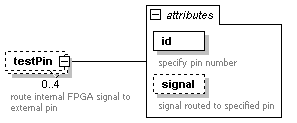 attributes
id
specify pin number
signal
signal routed to specified pin
testPin
0..4
route internal FPGA signal to
external pin